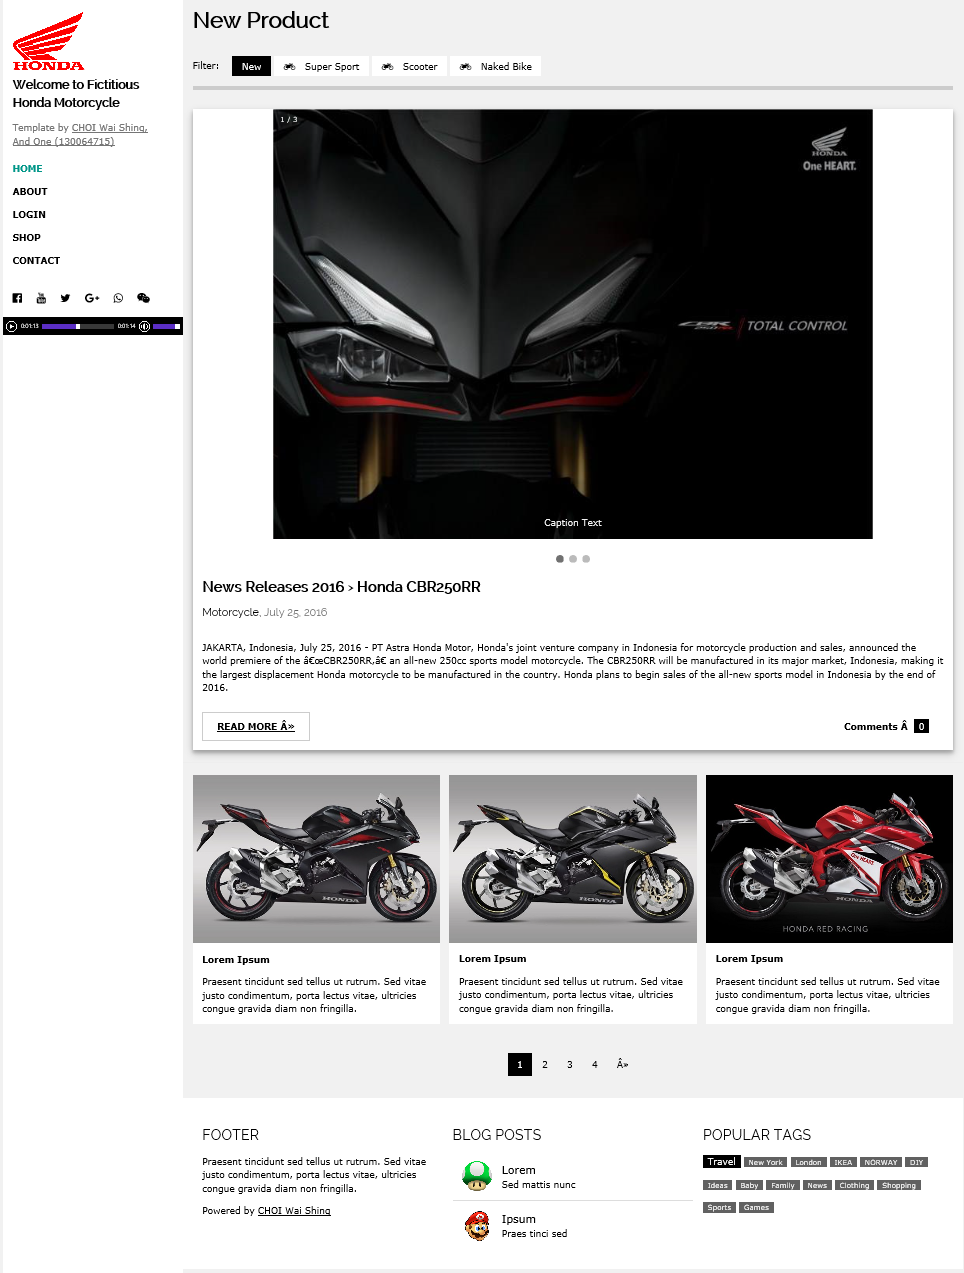 HONDA
Welcome to Fictitious
Honda Motorcycle
Template by CHOI Wai Shing,
And One (130064715)
HOME
ABOUT
LOGIN
SHOP
CONTACT
0:01:13 0:01:14
New Product
Filter: New Super Sport Scooter Naked Bike
1 / 3
HONDA
One HEART.
CBR 250RR TOTAL CONTROL
Caption Text
News Releases 2016 › Honda CBR250RR
Motorcycle, July 25, 2016
JAKARTA, Indonesia, July 25, 2016 - PT Astra Honda Motor, Honda's joint venture company in Indonesia for motorcycle production and sales, announced the
world premiere of the â€œCBR250RR,â€ an all-new 250cc sports model motorcycle. The CBR250RR will be manufactured in its major market, Indonesia, making it
the largest displacement Honda motorcycle to be manufactured in the country. Honda plans to begin sales of the all-new sports model in Indonesia by the end of
2016.
READ MORE Â»
Comments Â 0
HONDA
HONDA
HONDA
HONDA RED RACING
Lorem Ipsum
Praesent tincidunt sed tellus ut rutrum. Sed vitae
justo condimentum, porta lectus vitae, ultricies
congue gravida diam non fringilla.
Lorem Ipsum
Praesent tincidunt sed tellus ut rutrum. Sed vitae
justo condimentum, porta lectus vitae, ultricies
congue gravida diam non fringilla.
Lorem Ipsum
Praesent tincidunt sed tellus ut rutrum. Sed vitae
justo condimentum, porta lectus vitae, ultricies
congue gravida diam non fringilla.
1 2 3 4 Â»
FOOTER
Praesent tincidunt sed tellus ut rutrum. Sed vitae
justo condimentum, porta lectus vitae, ultricies
congue gravida diam non fringilla.
Powered by CHOI Wai Shing
BLOG POSTS
Lorem
Sed mattis nunc
Ipsum
Praes tinci sed
POPULAR TAGS
Travel New York London IKEA NORWAY DIY
Ideas Baby Family News Clothing Shopping
Sports Games